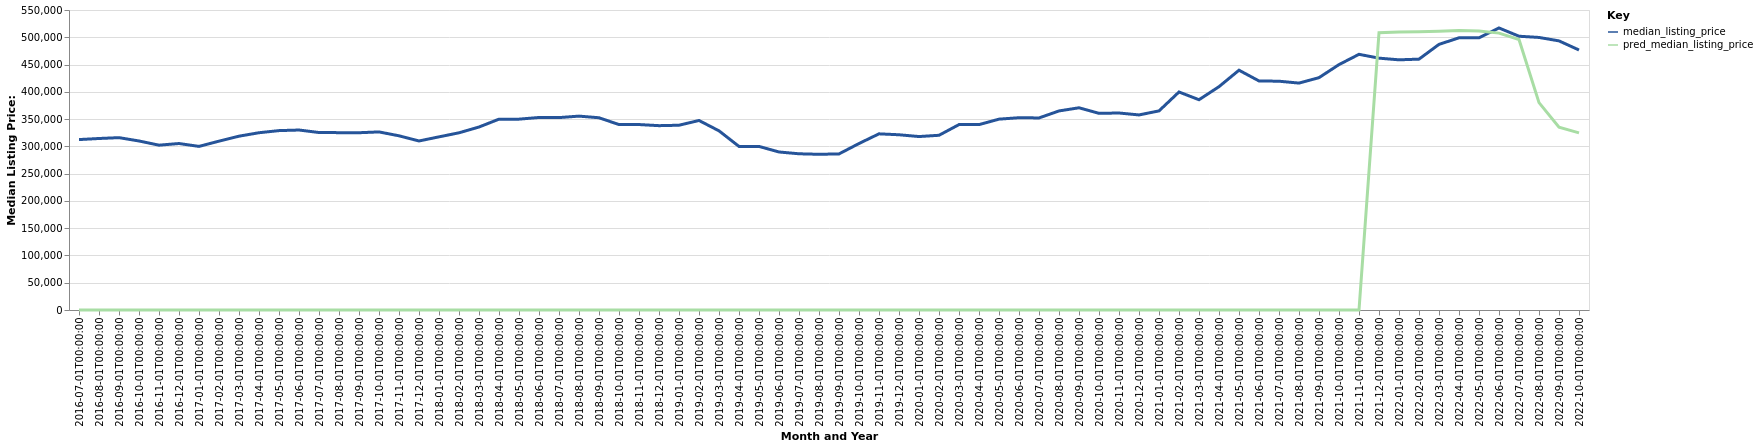 550,000
500,000
450,000
400,000
350,000
300,000
250,000
200,000
150,000
100,000
50,000
0
Median Listing Price:
2016-07-01T00:00:00
2016-08-01T00:00:00
2016-09-01T00:00:00
2016-10-01T00:00:00
2016-11-01T00:00:00
2016-12-01T00:00:00
2017-01-01T00:00:00
2017-02-01T00:00:00
2017-03-01T00:00:00
2017-04-01T00:00:00
2017-05-01T00:00:00
2017-06-01T00:00:00
2017-07-01T00:00:00
2017-08-01T00:00:00
2017-09-01T00:00:00
2017-10-01T00:00:00
2017-11-01T00:00:00
2017-12-01T00:00:00
2018-01-01T00:00:00
2018-02-01T00:00:00
2018-03-01T00:00:00
2018-04-01T00:00:00
2018-05-01T00:00:00
2018-06-01T00:00:00
2018-07-01T00:00:00
2018-08-01T00:00:00
2018-09-01T00:00:00
2018-10-01T00:00:00
2018-11-01T00:00:00
2018-12-01T00:00:00
2019-01-01T00:00:00
2019-02-01T00:00:00
2019-03-01T00:00:00
2019-04-01T00:00:00
2019-05-01T00:00:00
2019-06-01T00:00:00
2019-07-01T00:00:00
2019-08-01T00:00:00
2019-09-01T00:00:00
2019-10-01T00:00:00
2019-11-01T00:00:00
2019-12-01T00:00:00
2020-01-01T00:00:00
2020-02-01T00:00:00
2020-03-01T00:00:00
2020-04-01T00:00:00
2020-05-01T00:00:00
2020-06-01T00:00:00
2020-07-01T00:00:00
2020-08-01T00:00:00
2020-09-01T00:00:00
2020-10-01T00:00:00
2020-11-01T00:00:00
2020-12-01T00:00:00
2021-01-01T00:00:00
2021-02-01T00:00:00
2021-03-01T00:00:00
2021-04-01T00:00:00
2021-05-01T00:00:00
2021-06-01T00:00:00
2021-07-01T00:00:00
2021-08-01T00:00:00
2021-09-01T00:00:00
2021-10-01T00:00:00
2021-11-01T00:00:00
2021-12-01T00:00:00
2022-01-01T00:00:00
2022-02-01T00:00:00
2022-03-01T00:00:00
2022-04-01T00:00:00
2022-05-01T00:00:00
2022-06-01T00:00:00
2022-07-01T00:00:00
2022-08-01T00:00:00
2022-09-01T00:00:00
2022-10-01T00:00:00
Month and Year
Key
median_listing_price
pred_median_listing_price